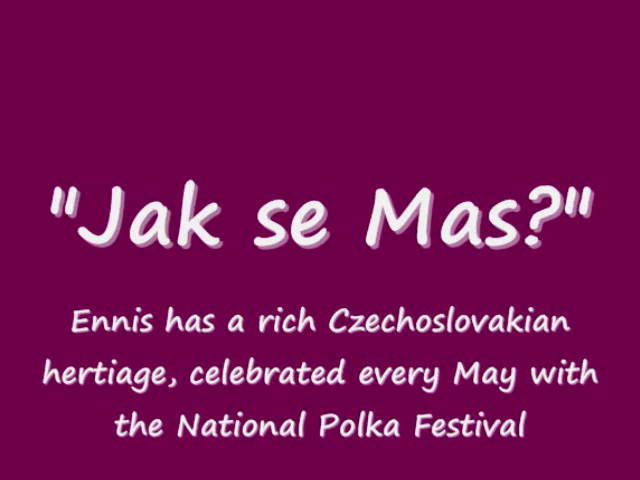 "Jak se Mas?"
Ennis has a rich Czechoslovakian
hertiage, celebrated every May with
the National Polka Festival